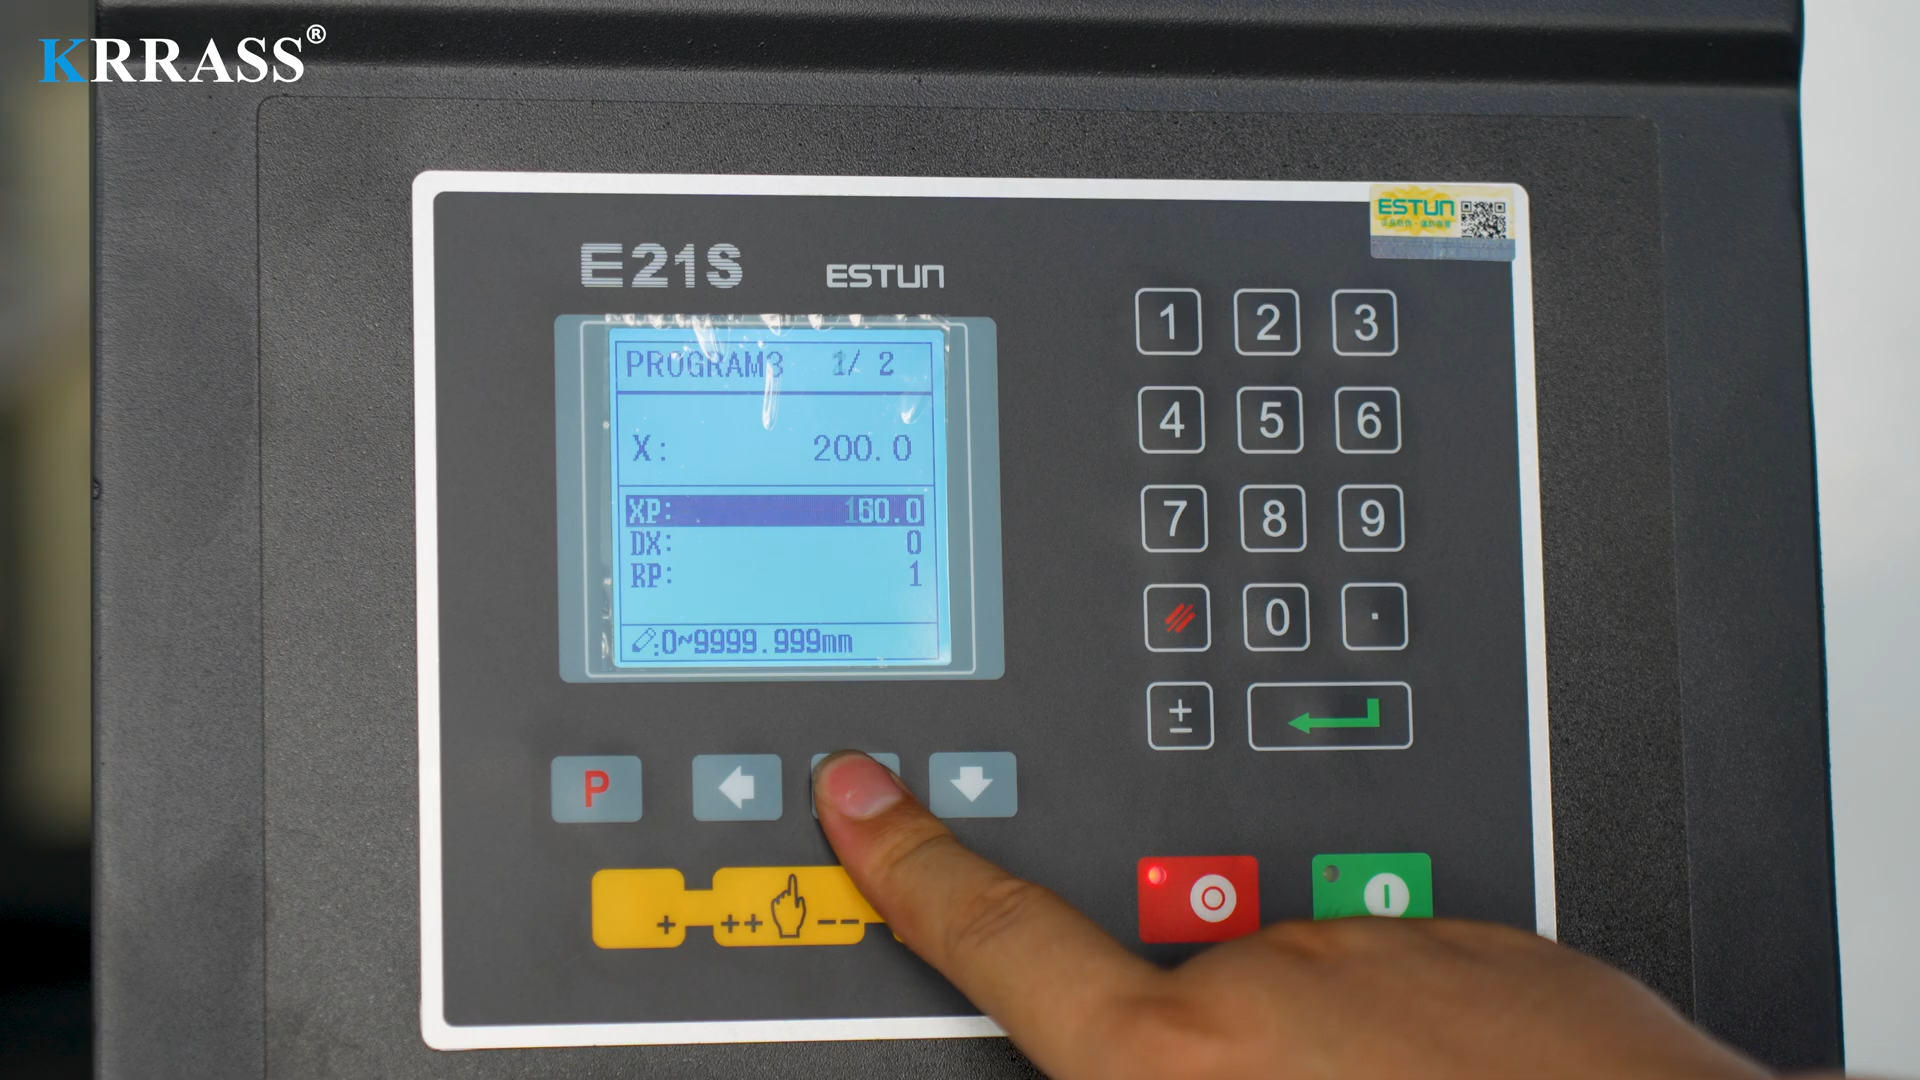 KRRASS®
ESTUN
E21S ESTUN
PROGRAM3 1/ 2
X: 200.0
XP: 160.0
DX: 0
RP: 1
:0~9999.999mm
1 2 3
4 5 6
7 8 9
0 .
±
P
+ ++ --